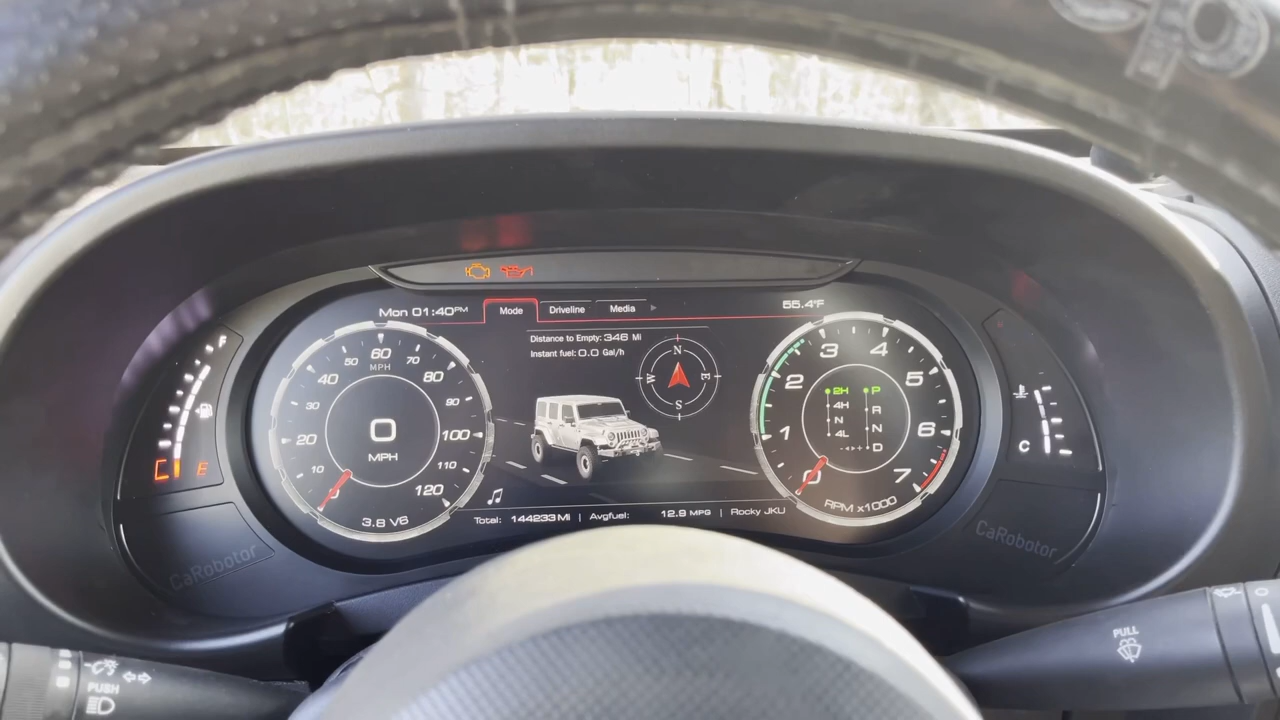 Mon 01:40PM
Mode
Driveline
Media
55.4°F
Distance to Empty: 346 Mi
Instant fuel: 0.0 Gal/h
N
W
E
S
F
E
0
10
20
30
40
50
60
70
80
90
100
110
120
MPH
0
MPH
3.8 V6
0
1
2
3
4
5
6
7
2H
4H
N
4L
P
R
N
D
RPM x1000
C
Total: 144233 Mi | Avgfuel: 12.9 MPG | Rocky JKU
CaRobotor
CaRobotor
PUSH
PULL